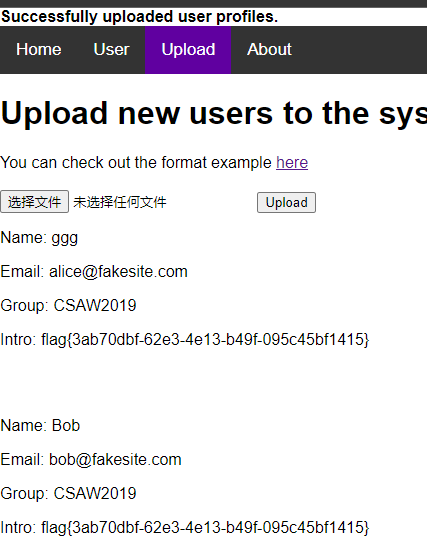 Successfully uploaded user profiles.
Home User Upload About
Upload new users to the sys
You can check out the format example here
选择文件 未选择任何文件 Upload
Name: ggg
Email: alice@fakesite.com
Group: CSAW2019
Intro: flag{3ab70dbf-62e3-4e13-b49f-095c45bf1415}
Name: Bob
Email: bob@fakesite.com
Group: CSAW2019
Intro: flag{3ab70dbf-62e3-4e13-b49f-095c45bf1415}